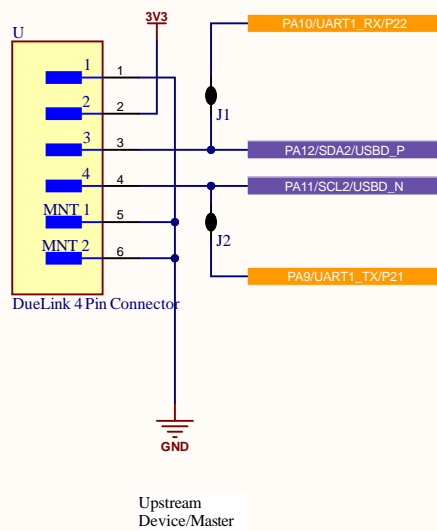 3V3
PA10/UART1_RX/P22
U
1 1
2 2
J1
3 3
PA12/SDA2/USBD_P
4 4
PA11/SCL2/USBD_N
MNT 1 5
J2
MNT 2 6
PA9/UART1_TX/P21
DueLink 4 Pin Connector
GND
Upstream
Device/Master